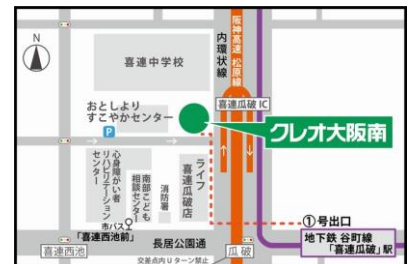 N
喜連中学校
内環状線
阪神高速 松原線
おとしより
すこやかセンター
P
喜連瓜破IC
クレオ大阪南
心身障がい者
リハビリテーション
センター
南部こども
相談センター
消防署
ライフ
喜連瓜破店
市バス
「喜連西池前」
①号出口
地下鉄 谷町線
「喜連瓜破」駅
喜連西池
長居公園通
瓜破
交差点内Uターン禁止